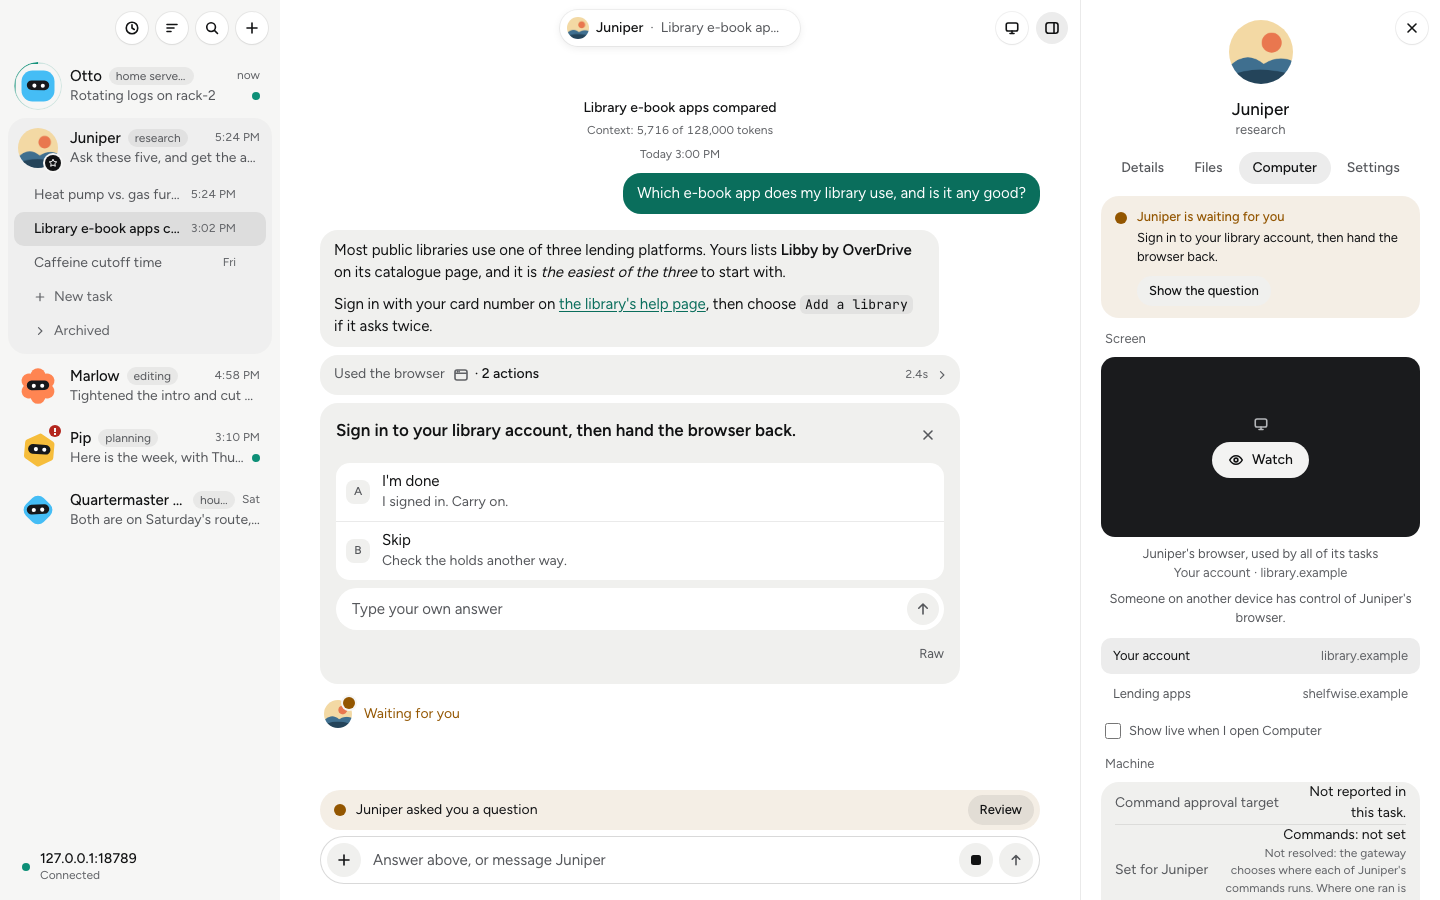 Otto home serve... now
Rotating logs on rack-2
Juniper research 5:24 PM
Ask these five, and get the a...
Heat pump vs. gas fur... 5:24 PM
Library e-book apps c... 3:02 PM
Caffeine cutoff time Fri
New task
Archived
Marlow editing 4:58 PM
Tightened the intro and cut ...
Pip planning 3:10 PM
Here is the week, with Thu...
Quartermaster ... hou... Sat
Both are on Saturday's route,...
127.0.0.1:18789
Connected
Juniper · Library e-book ap...
Library e-book apps compared
Context: 5,716 of 128,000 tokens
Today 3:00 PM
Which e-book app does my library use, and is it any good?
Most public libraries use one of three lending platforms. Yours lists Libby by OverDrive
on its catalogue page, and it is the easiest of the three to start with.
Sign in with your card number on the library's help page, then choose Add a library
if it asks twice.
Used the browser · 2 actions 2.4s
Sign in to your library account, then hand the browser back.
A I'm done
I signed in. Carry on.
B Skip
Check the holds another way.
Type your own answer
Raw
Waiting for you
Juniper asked you a question Review
Answer above, or message Juniper
Juniper
research
Details Files Computer Settings
Juniper is waiting for you
Sign in to your library account, then hand the
browser back.
Show the question
Screen
Watch
Juniper's browser, used by all of its tasks
Your account · library.example
Someone on another device has control of Juniper's
browser.
Your account library.example
Lending apps shelfwise.example
Show live when I open Computer
Machine
Command approval target Not reported in
this task.
Commands: not set
Set for Juniper Not resolved: the gateway
chooses where each of Juniper's
commands runs. Where one ran is